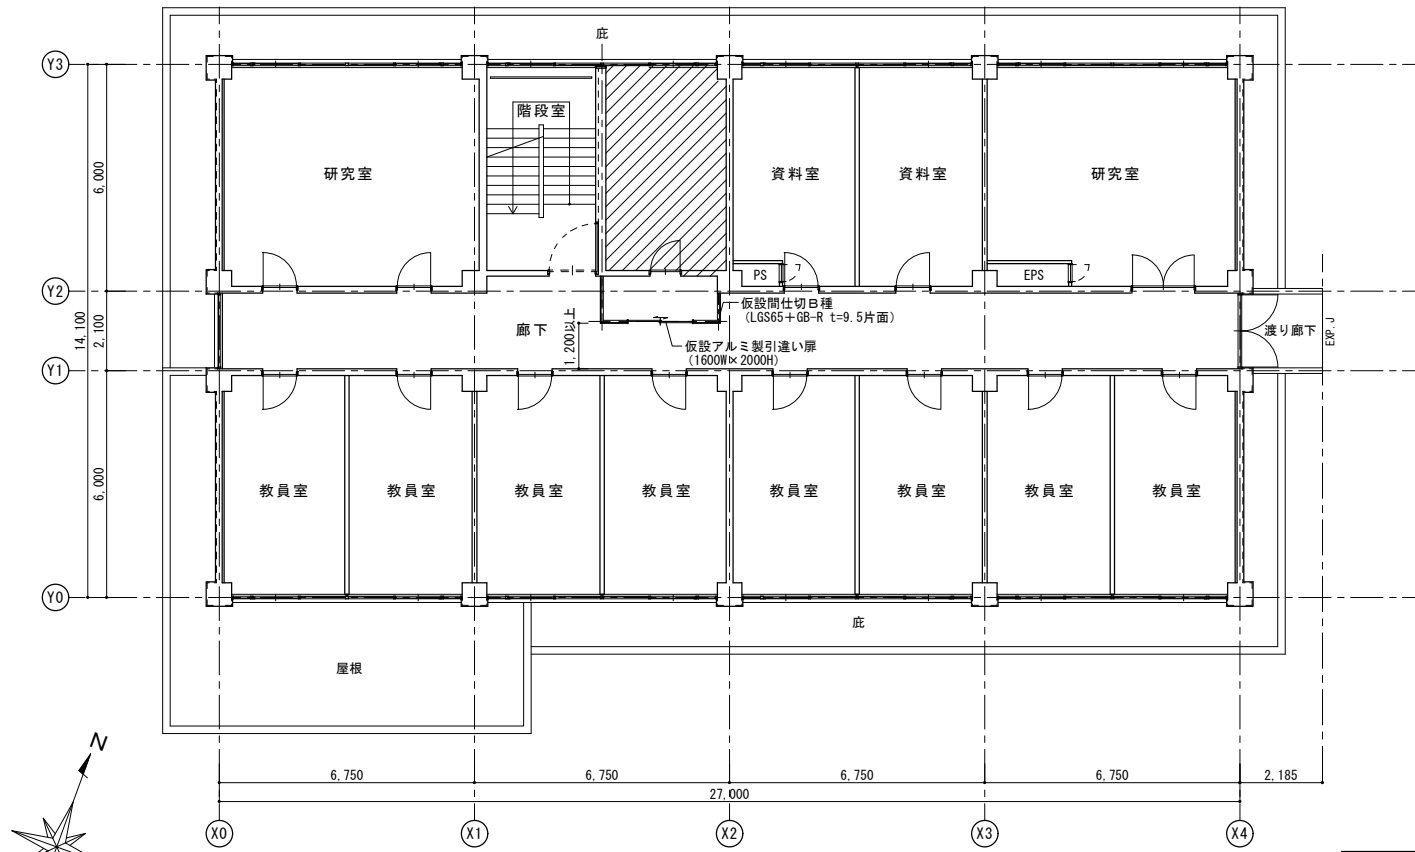 庇
Y3
階段室
研究室
資料室
資料室
研究室
6,000
PS
EPS
Y2
仮設間仕切B種
(LGS65+GB-R t=9.5片面)
廊下
1,200以上
仮設アルミ製引違い扉
(1600W×2000H)
渡り廊下
EXP.J
14,100
2,100
Y1
6,000
教員室
教員室
教員室
教員室
教員室
教員室
教員室
教員室
Y0
庇
屋根
N
6,750
6,750
6,750
6,750
2,185
27,000
X0
X1
X2
X3
X4